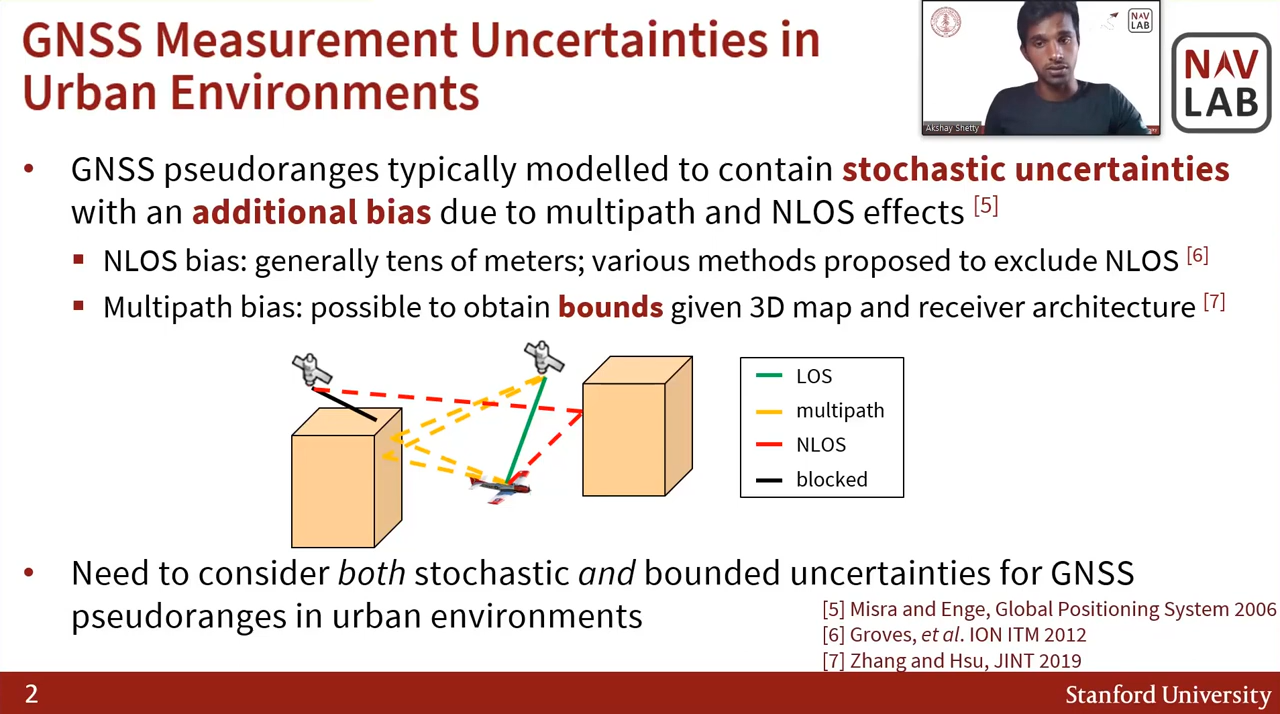 GNSS Measurement Uncertainties in
Urban Environments
Akshay Shetty
NAV
LAB
NAV
LAB
• GNSS pseudoranges typically modelled to contain stochastic uncertainties
with an additional bias due to multipath and NLOS effects [5]
▪ NLOS bias: generally tens of meters; various methods proposed to exclude NLOS [6]
▪ Multipath bias: possible to obtain bounds given 3D map and receiver architecture [7]
LOS
multipath
NLOS
blocked
• Need to consider both stochastic and bounded uncertainties for GNSS
pseudoranges in urban environments
[5] Misra and Enge, Global Positioning System 2006
[6] Groves, et al. ION ITM 2012
[7] Zhang and Hsu, JINT 2019
2
Stanford University